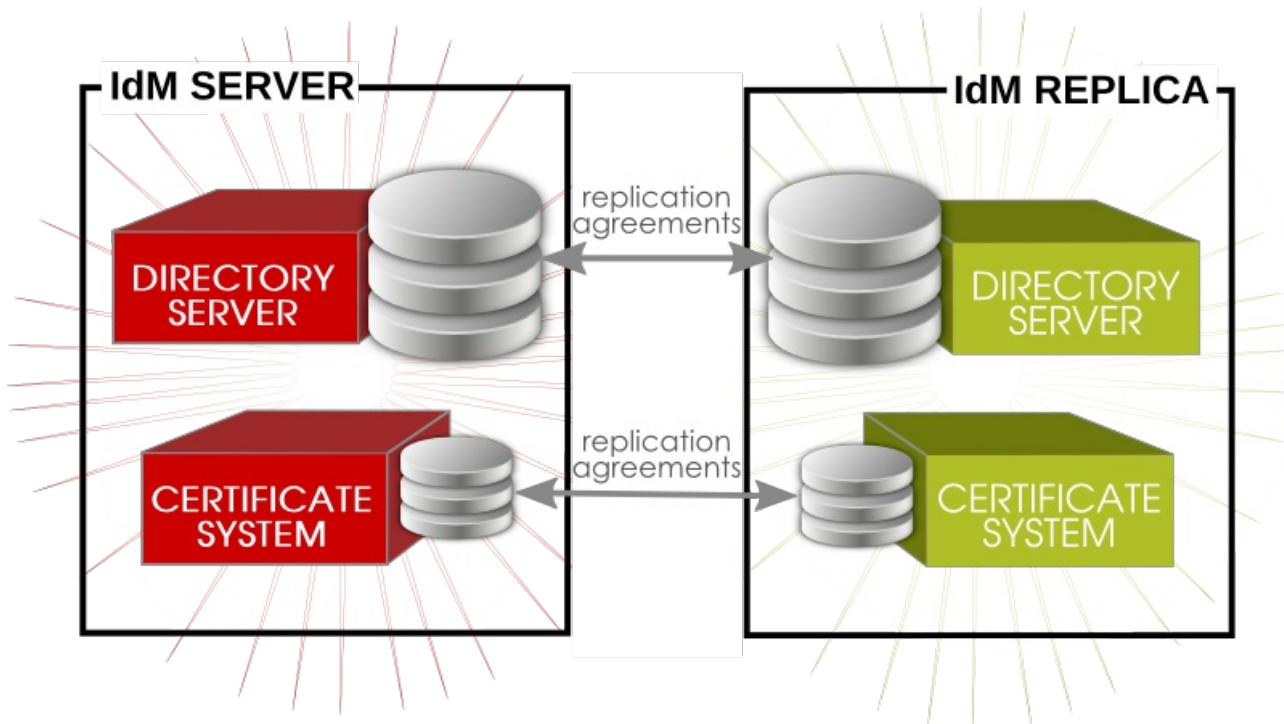 IdM SERVER
IdM REPLICA
replication
agreements
DIRECTORY
SERVER
DIRECTORY
SERVER
replication
agreements
CERTIFICATE
SYSTEM
CERTIFICATE
SYSTEM